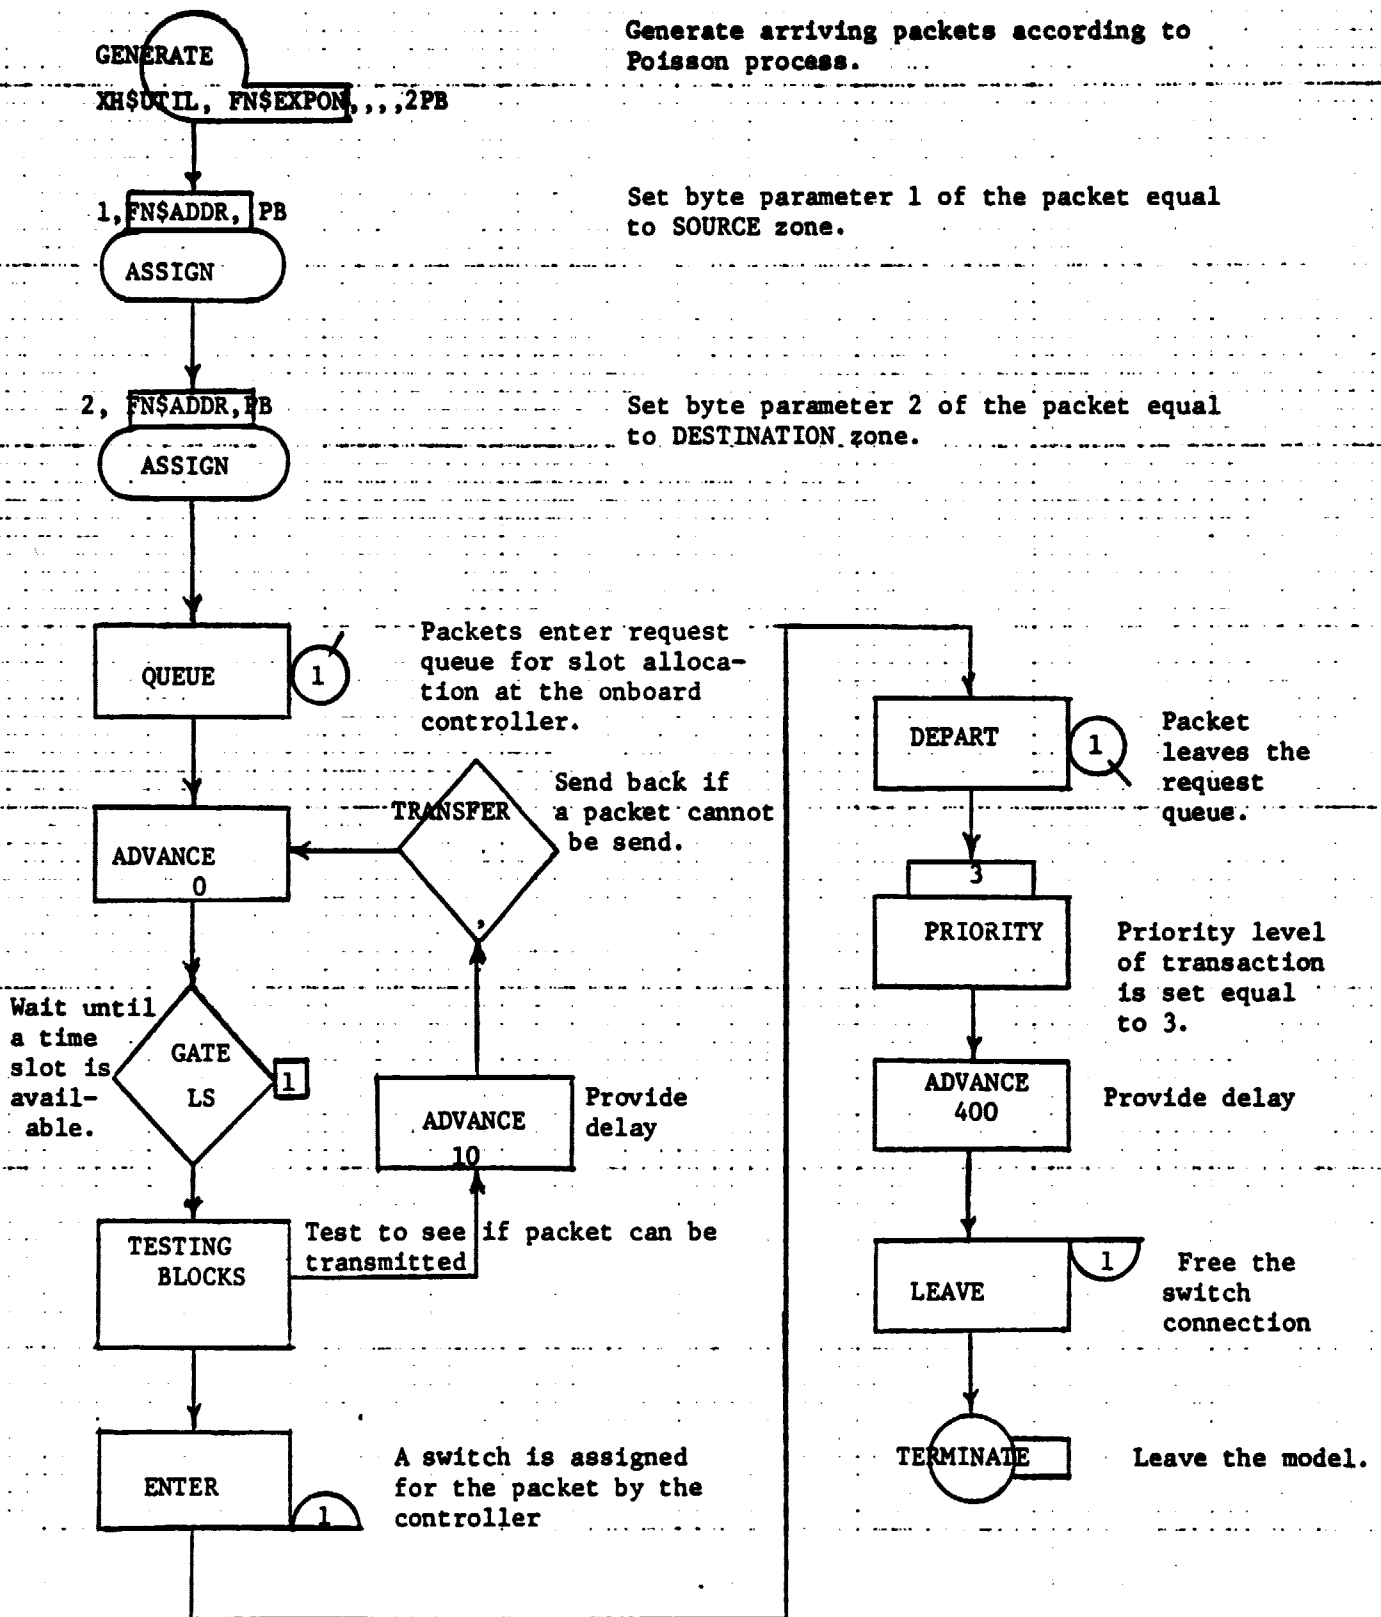 GENERATE
XH$UTIL, FN$EXPON,,,,2PB
Generate arriving packets according to
Poisson process.
1,FN$ADDR, PB
ASSIGN
Set byte parameter 1 of the packet equal
to SOURCE zone.
2, FN$ADDR,PB
ASSIGN
Set byte parameter 2 of the packet equal
to DESTINATION zone.
QUEUE
1
Packets enter request
queue for slot alloca-
tion at the onboard
controller.
ADVANCE
0
TRANSFER
,
Send back if
a packet cannot
be send.
Wait until
a time
slot is
avail-
able.
GATE
LS
1
ADVANCE
10
Provide
delay
TESTING
BLOCKS
Test to see if packet can be
transmitted
ENTER
1
A switch is assigned
for the packet by the
controller
DEPART
1
Packet
leaves the
request
queue.
3
PRIORITY
Priority level
of transaction
is set equal
to 3.
ADVANCE
400
Provide delay
LEAVE
1
Free the
switch
connection
TERMINATE
Leave the model.